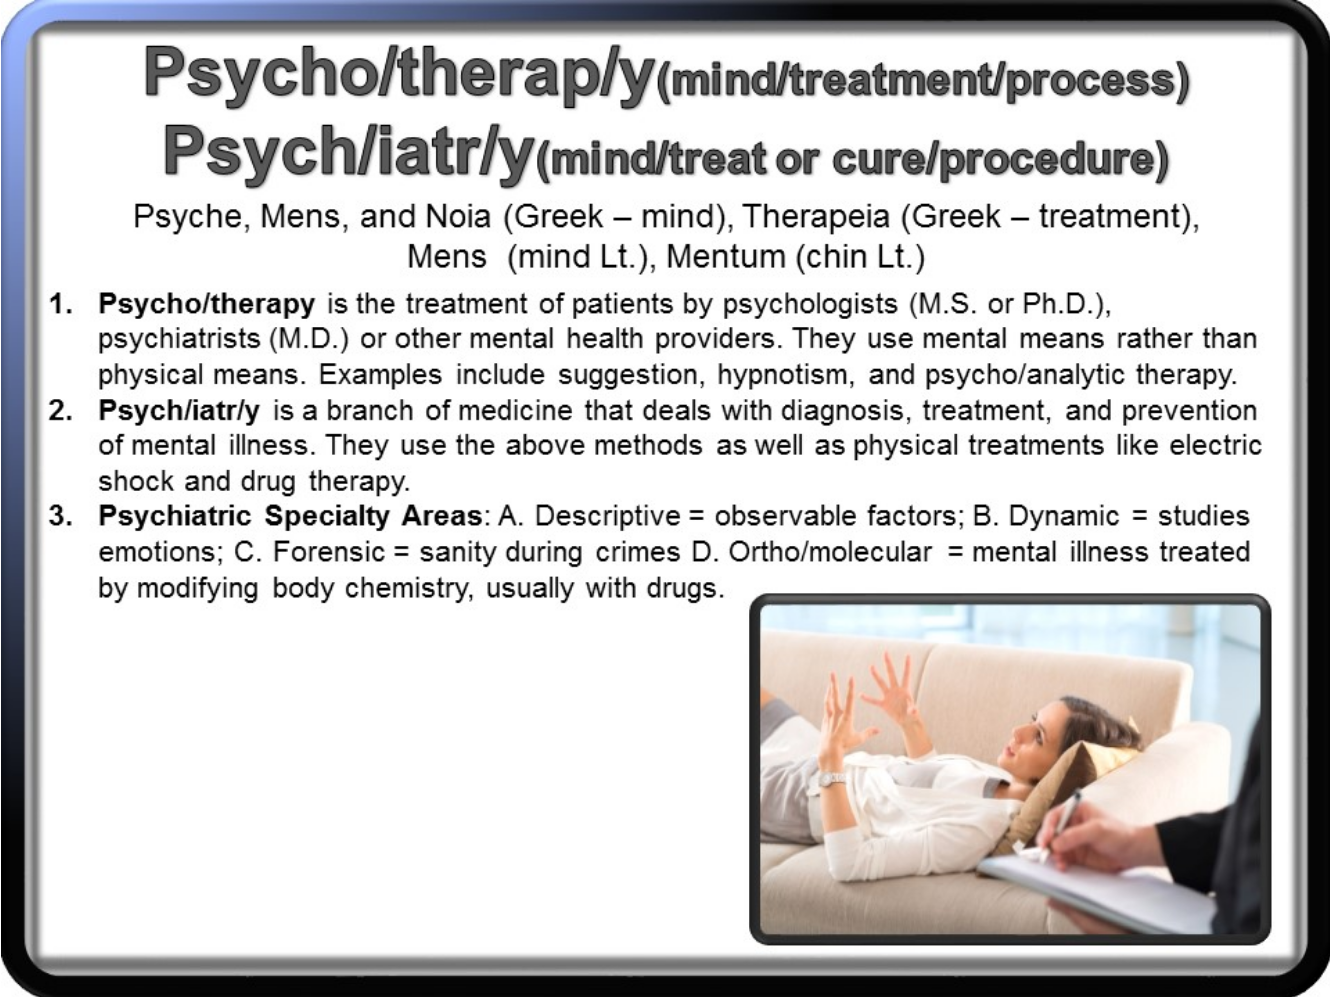 Psycho/therap/y(mind/treatment/process)
Psych/iatr/y(mind/treat or cure/procedure)
Psyche, Mens, and Noia (Greek – mind), Therapeia (Greek – treatment),
Mens (mind Lt.), Mentum (chin Lt.)
1. Psycho/therapy is the treatment of patients by psychologists (M.S. or Ph.D.),
psychiatrists (M.D.) or other mental health providers. They use mental means rather than
physical means. Examples include suggestion, hypnotism, and psycho/analytic therapy.
2. Psych/iatr/y is a branch of medicine that deals with diagnosis, treatment, and prevention
of mental illness. They use the above methods as well as physical treatments like electric
shock and drug therapy.
3. Psychiatric Specialty Areas: A. Descriptive = observable factors; B. Dynamic = studies
emotions; C. Forensic = sanity during crimes D. Ortho/molecular = mental illness treated
by modifying body chemistry, usually with drugs.